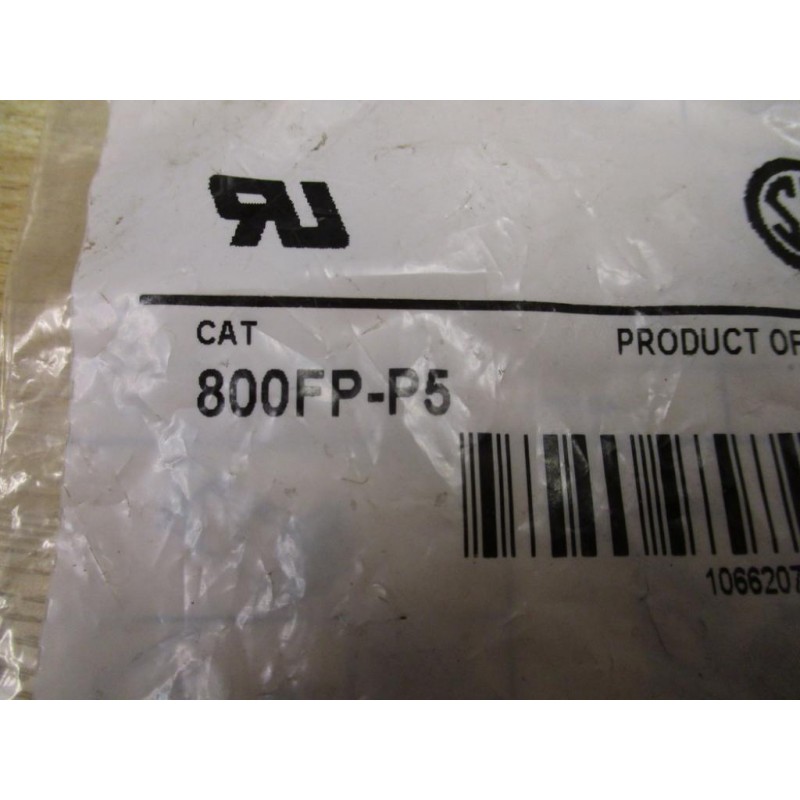 CAT
PRODUCT OF
800FP-P5
1066207